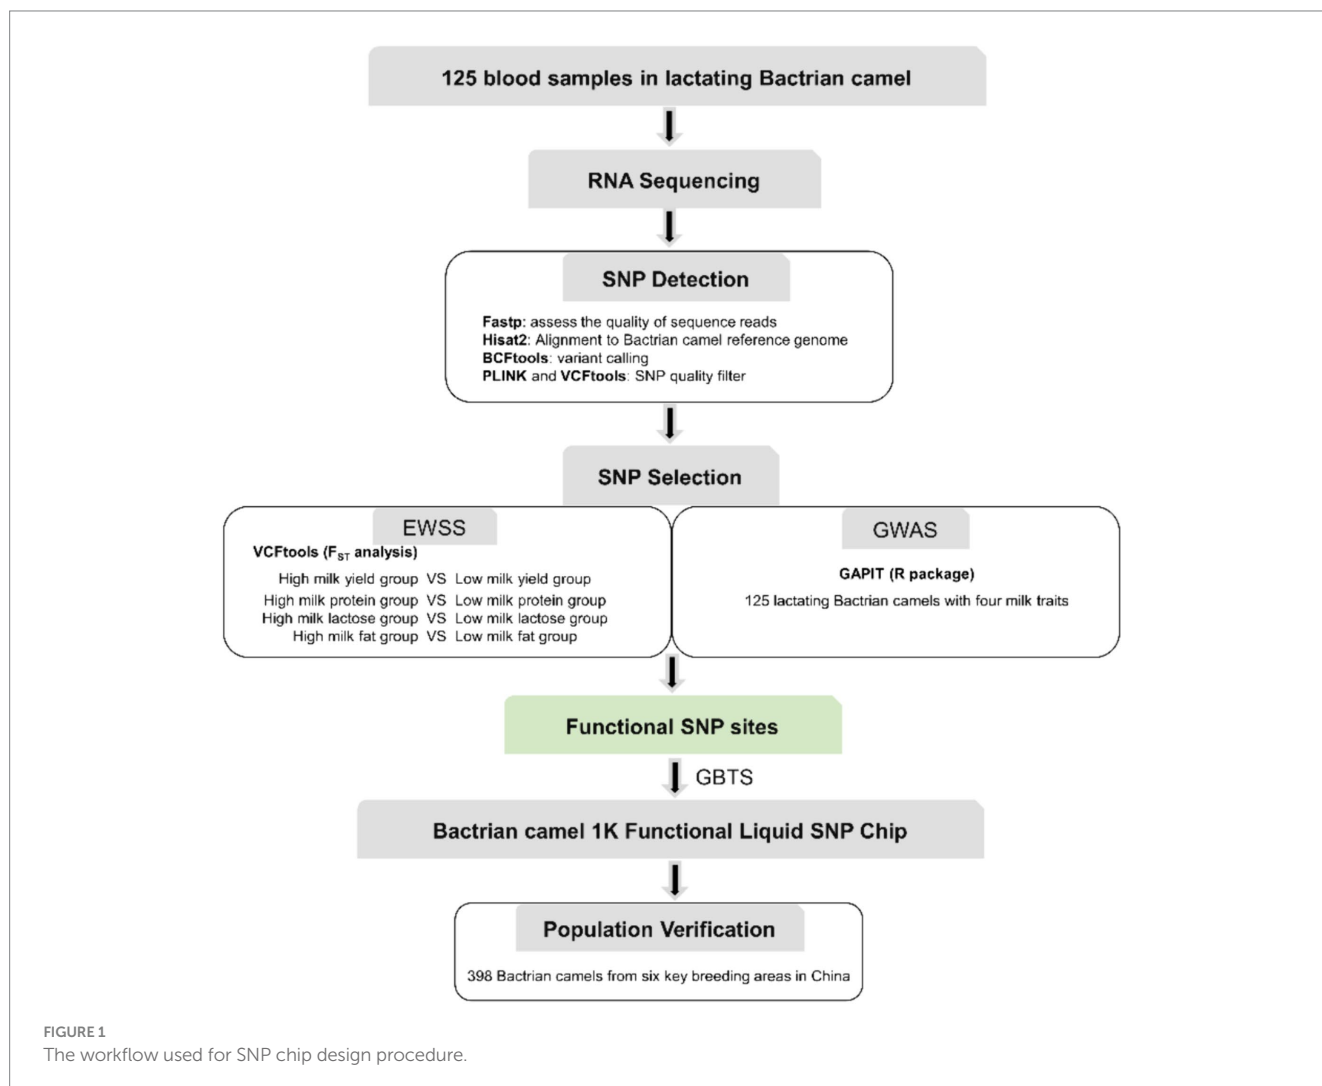 125 blood samples in lactating Bactrian camel
RNA Sequencing
SNP Detection
Fastp: assess the quality of sequence reads
Hisat2: Alignment to Bactrian camel reference genome
BCFtools: variant calling
PLINK and VCFtools: SNP quality filter
SNP Selection
EWSS
VCFtools (FST analysis)
High milk yield group VS Low milk yield group
High milk protein group VS Low milk protein group
High milk lactose group VS Low milk lactose group
High milk fat group VS Low milk fat group
GWAS
GAPIT (R package)
125 lactating Bactrian camels with four milk traits
Functional SNP sites
GBTS
Bactrian camel 1K Functional Liquid SNP Chip
Population Verification
398 Bactrian camels from six key breeding areas in China
FIGURE 1
The workflow used for SNP chip design procedure.